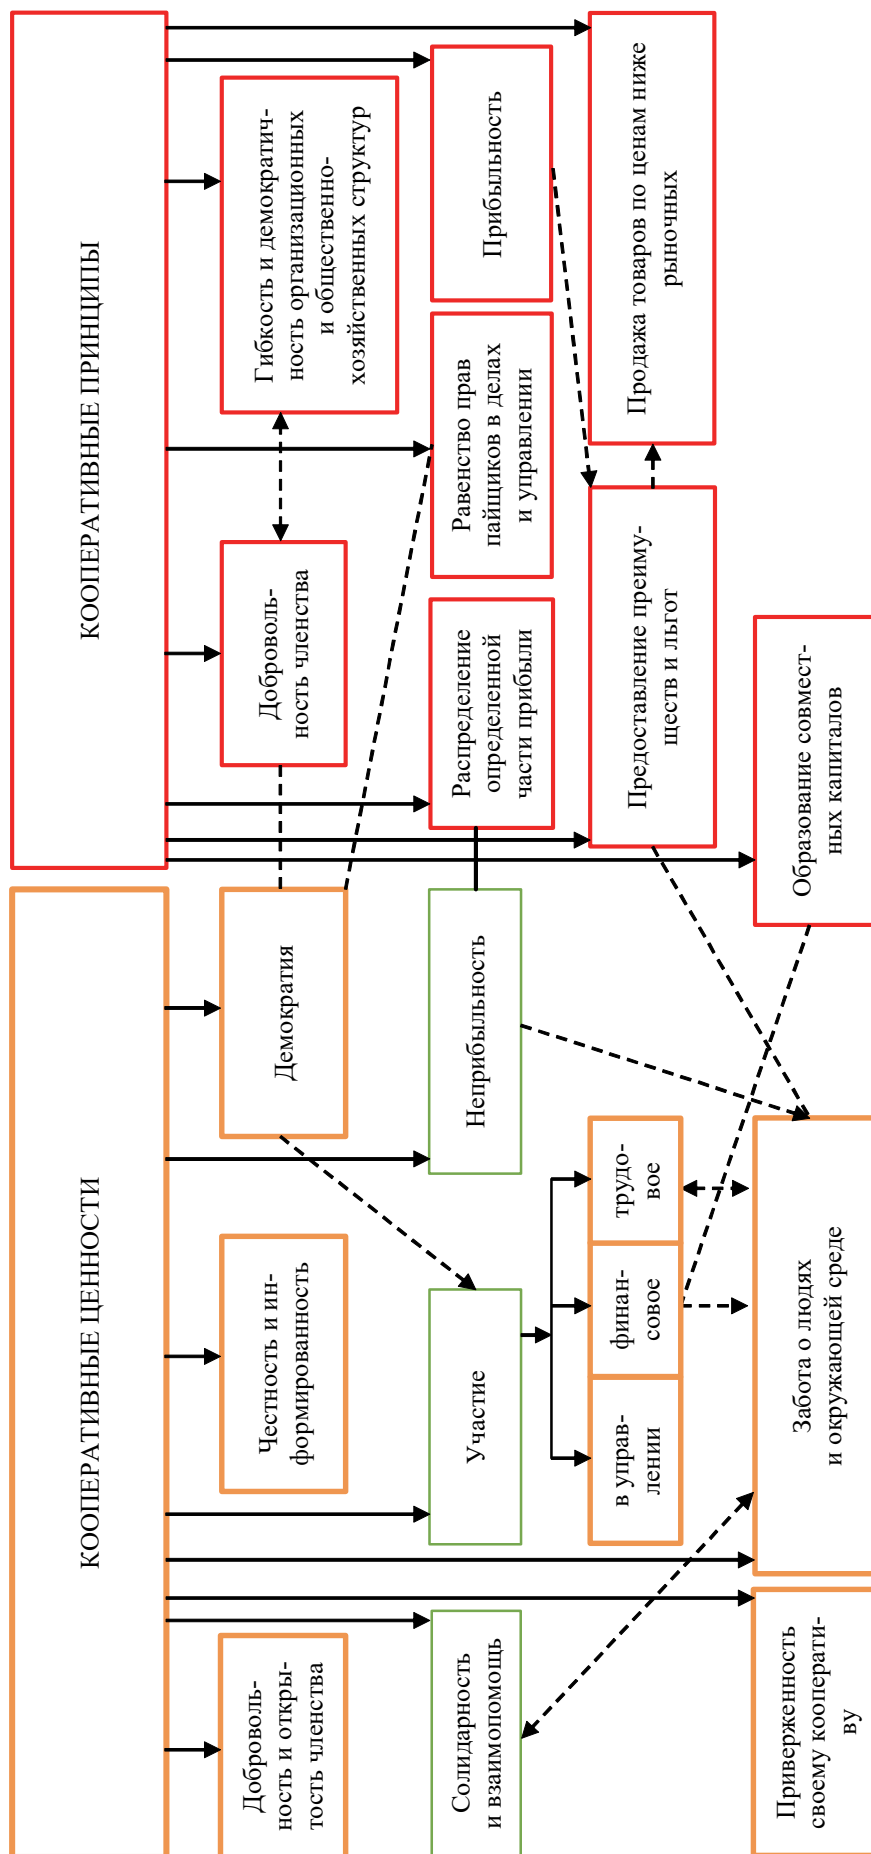 КООПЕРАТИВНЫЕ ЦЕННОСТИ
КООПЕРАТИВНЫЕ ПРИНЦИПЫ
Доброволь-
ность и откры-
тость членства
Честность и ин-
формированность
Демократия
Доброволь-
ность членства
Гибкость и демократич-
ность организационных
и общественно-
хозяйственных структур
Солидарность
и взаимопомощь
Участие
Неприбыльность
Распределение
определенной
части прибыли
Равенство прав
пайщиков в делах
и управлении
Прибыльность
в управ-
лении
финан-
совое
трудо-
вое
Предоставление преиму-
ществ и льгот
Продажа товаров по ценам ниже
рыночных
Приверженность
своему кооперати-
ву
Забота о людях
и окружающей среде
Образование совмест-
ных капиталов